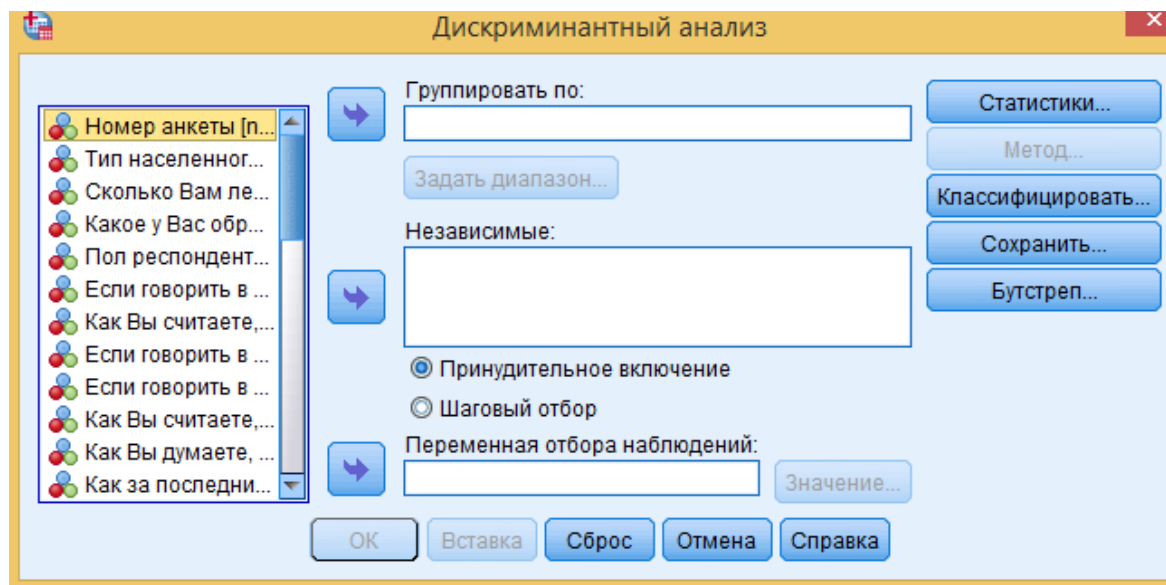 Дискриминантный анализ
Номер анкеты [n...
Тип населенног...
Сколько Вам ле...
Какое у Вас обр...
Пол респондент...
Если говорить в ...
Как Вы считаете,...
Если говорить в ...
Если говорить в ...
Как Вы считаете,...
Как Вы думаете, ...
Как за последни...
Группировать по:
Задать диапазон...
Независимые:
Принудительное включение
Шаговый отбор
Переменная отбора наблюдений:
Значение...
Статистики...
Метод...
Классифицировать...
Сохранить...
Бутстреп...
ОК
Вставка
Сброс
Отмена
Справка